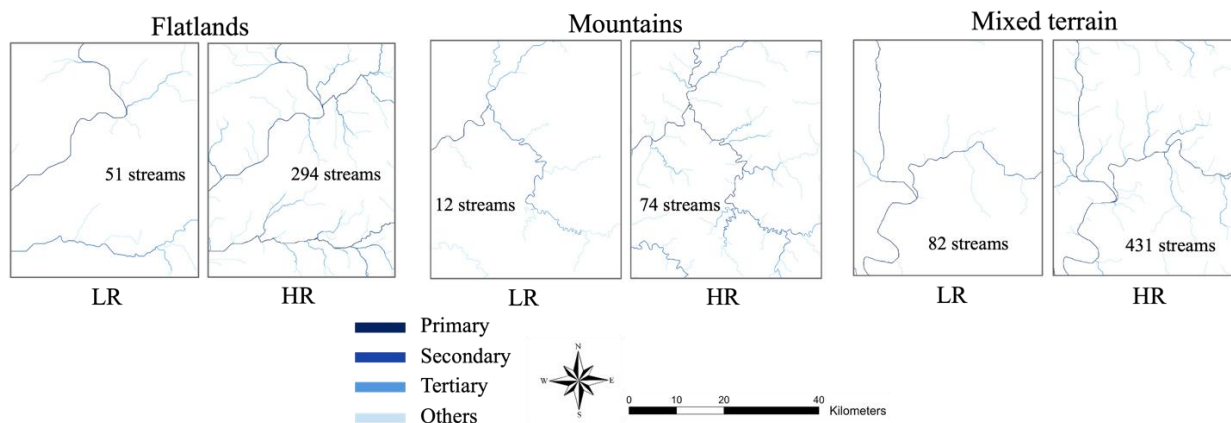 Flatlands
Mountains
Mixed terrain
51 streams
294 streams
12 streams
74 streams
82 streams
431 streams
LR
HR
LR
HR
LR
HR
Primary
Secondary
Tertiary
Others
N
W
E
S
0 10 20 40
Kilometers